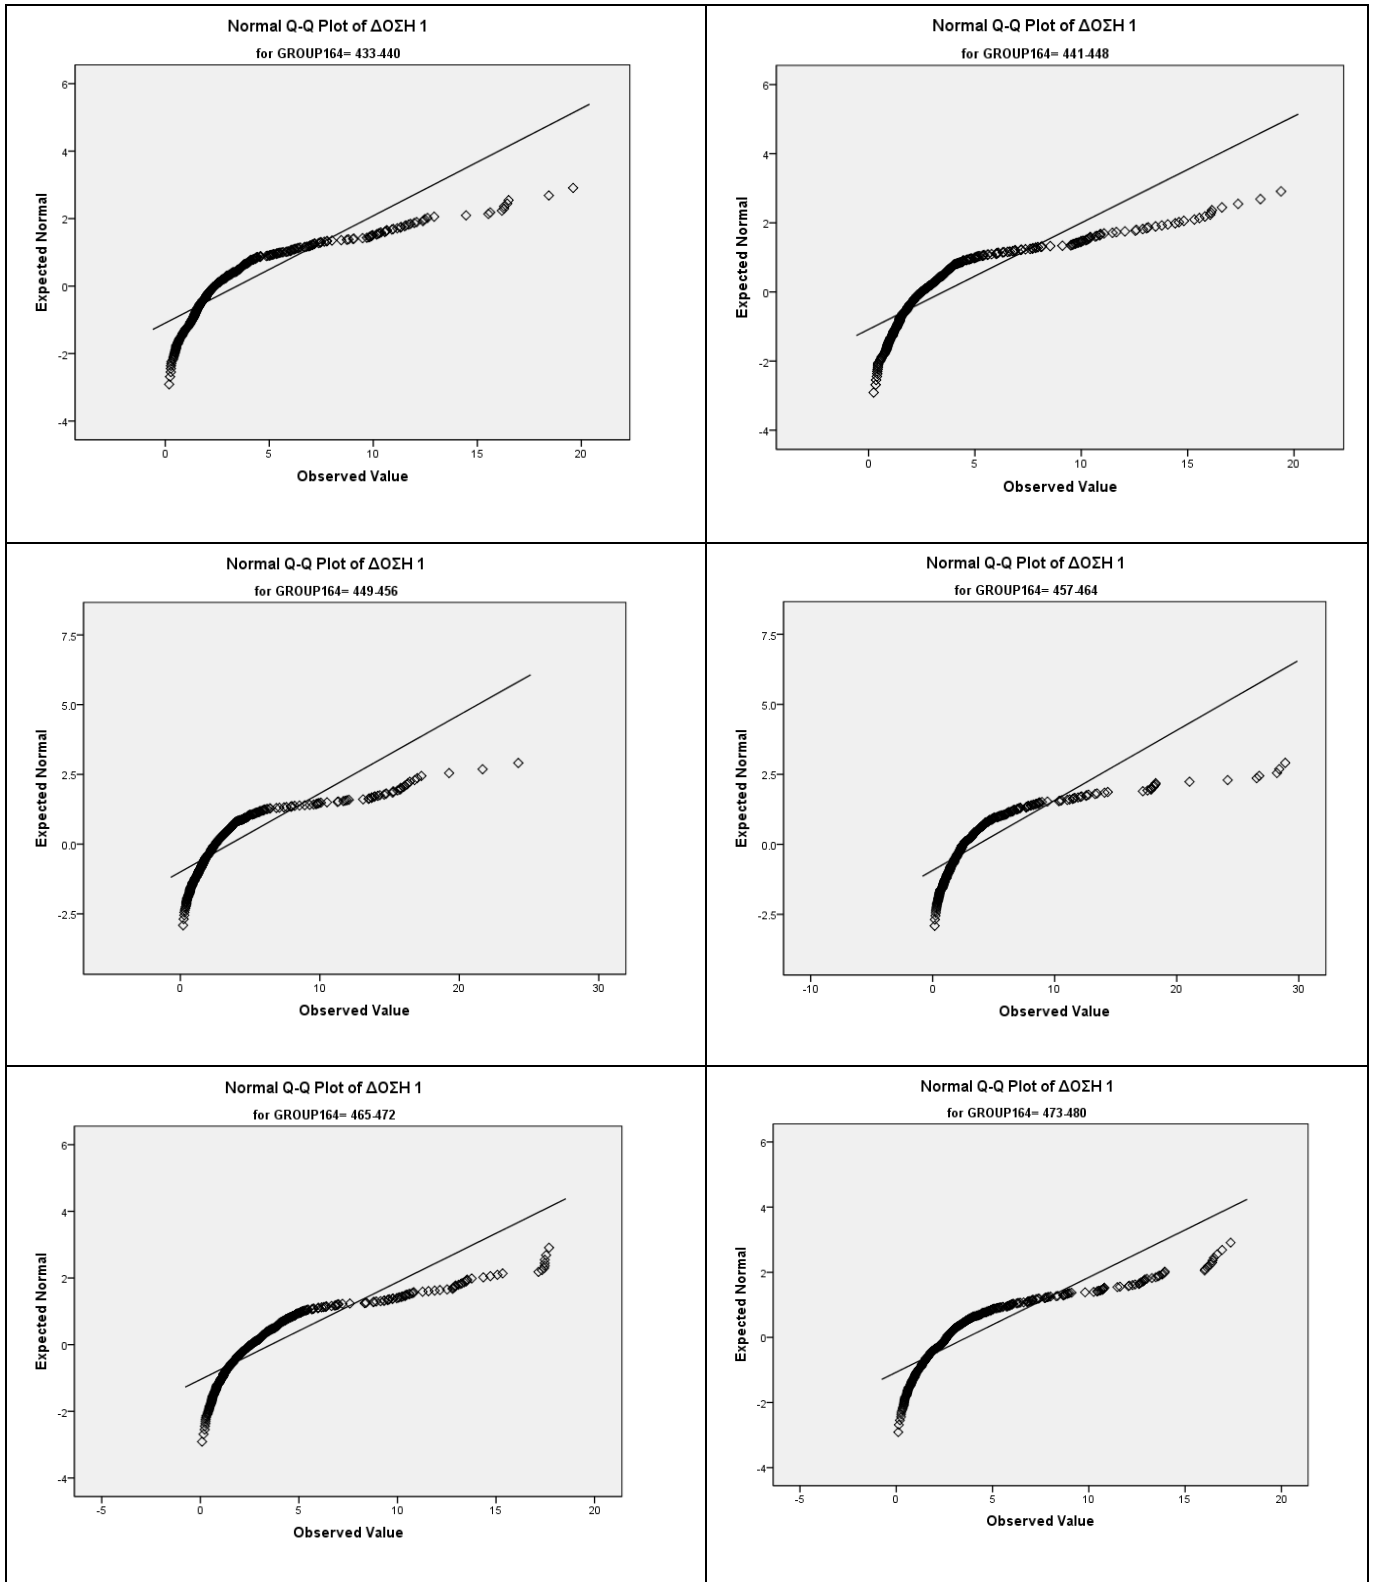 Normal Q-Q Plot of ΔΟΣΗ 1
for GROUP164= 433-440
6
4
2
0
-2
-4
Expected Normal
0 5 10 15 20
Observed Value
Normal Q-Q Plot of ΔΟΣΗ 1
for GROUP164= 441-448
6
4
2
0
-2
-4
Expected Normal
0 5 10 15 20
Observed Value
Normal Q-Q Plot of ΔΟΣΗ 1
for GROUP164= 449-456
7.5
5.0
2.5
0.0
-2.5
Expected Normal
0 10 20 30
Observed Value
Normal Q-Q Plot of ΔΟΣΗ 1
for GROUP164= 457-464
7.5
5.0
2.5
0.0
-2.5
Expected Normal
-10 0 10 20 30
Observed Value
Normal Q-Q Plot of ΔΟΣΗ 1
for GROUP164= 465-472
6
4
2
0
-2
-4
Expected Normal
-5 0 5 10 15 20
Observed Value
Normal Q-Q Plot of ΔΟΣΗ 1
for GROUP164= 473-480
6
4
2
0
-2
-4
Expected Normal
-5 0 5 10 15 20
Observed Value